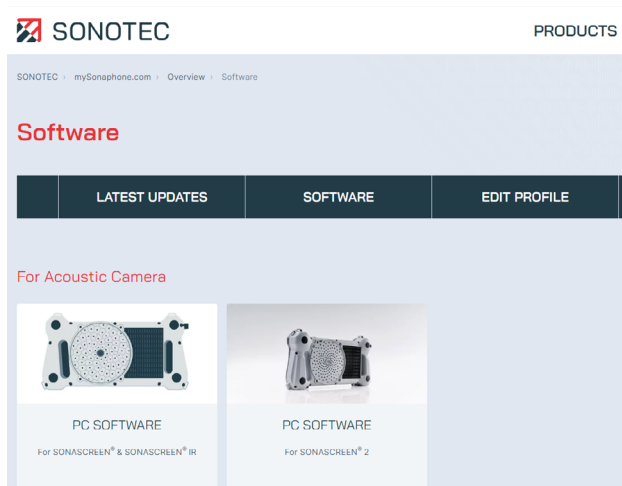 SONOTEC
PRODUCTS
SONOTEC › mySonaphone.com › Overview › Software
Software
LATEST UPDATES
SOFTWARE
EDIT PROFILE
For Acoustic Camera
PC SOFTWARE
For SONASCREEN® & SONASCREEN® IR
PC SOFTWARE
For SONASCREEN® 2